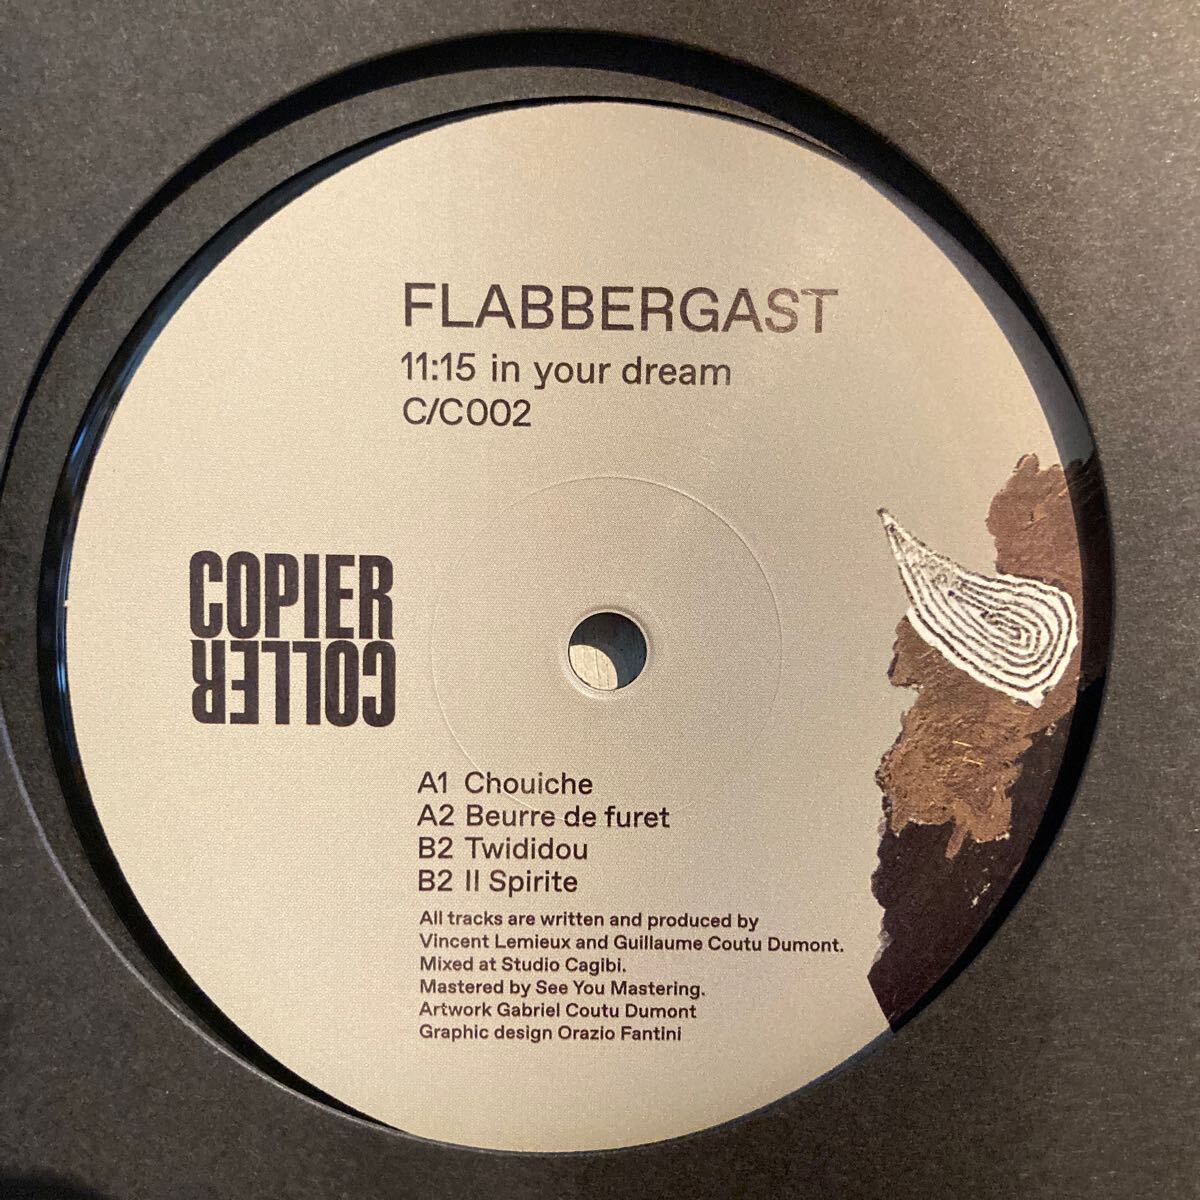 FLABBERGAST
11:15 in your dream
C/C002
COPIER
COLLER
A1 Chouiche
A2 Beurre de furet
B2 Twididou
B2 Il Spirite
All tracks are written and produced by
Vincent Lemieux and Guillaume Coutu Dumont.
Mixed at Studio Cagibi.
Mastered by See You Mastering.
Artwork Gabriel Coutu Dumont
Graphic design Orazio Fantini